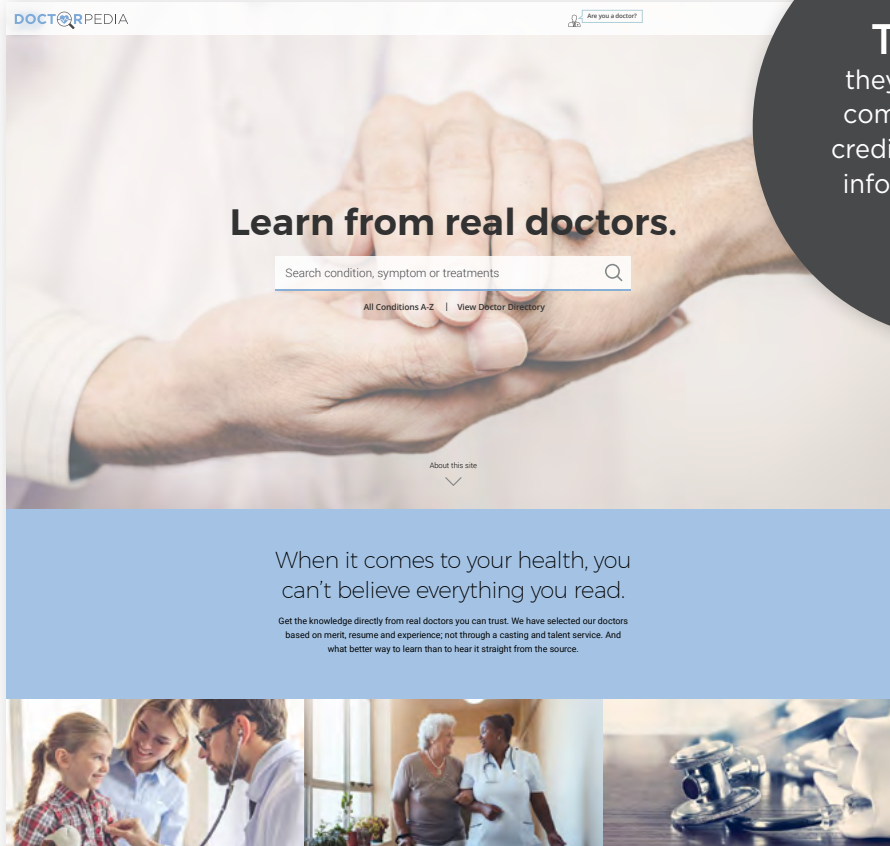 DOCTORPEDIA
Are you a doctor?
Learn from real doctors.
Search condition, symptom or treatments
All Conditions A-Z | View Doctor Directory
About this site
When it comes to your health, you
can't believe everything you read.
Get the knowledge directly from real doctors you can trust. We have selected our doctors
based on merit, resume and experience; not through a casting and talent service. And
what better way to learn than to hear it straight from the source.